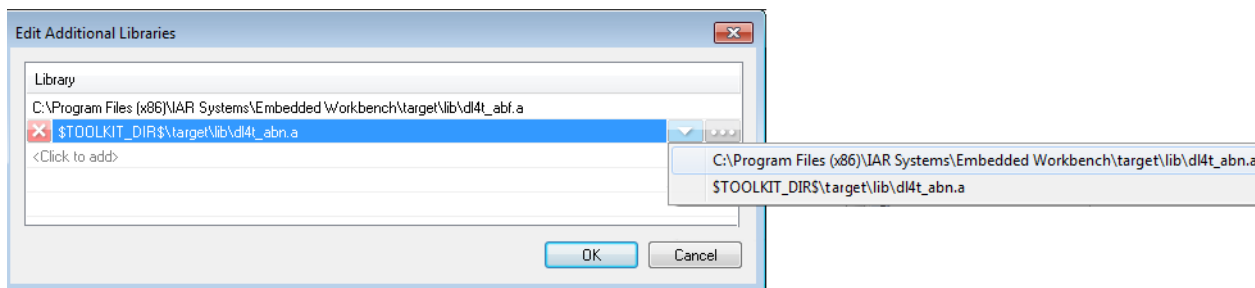 Edit Additional Libraries
Library
C:\Program Files (x86)\IAR Systems\Embedded Workbench\target\lib\dl4t_abf.a
$TOOLKIT_DIR$\target\lib\dl4t_abn.a
<Click to add>
C:\Program Files (x86)\IAR Systems\Embedded Workbench\target\lib\dl4t_abn.a
$TOOLKIT_DIR$\target\lib\dl4t_abn.a
OK
Cancel